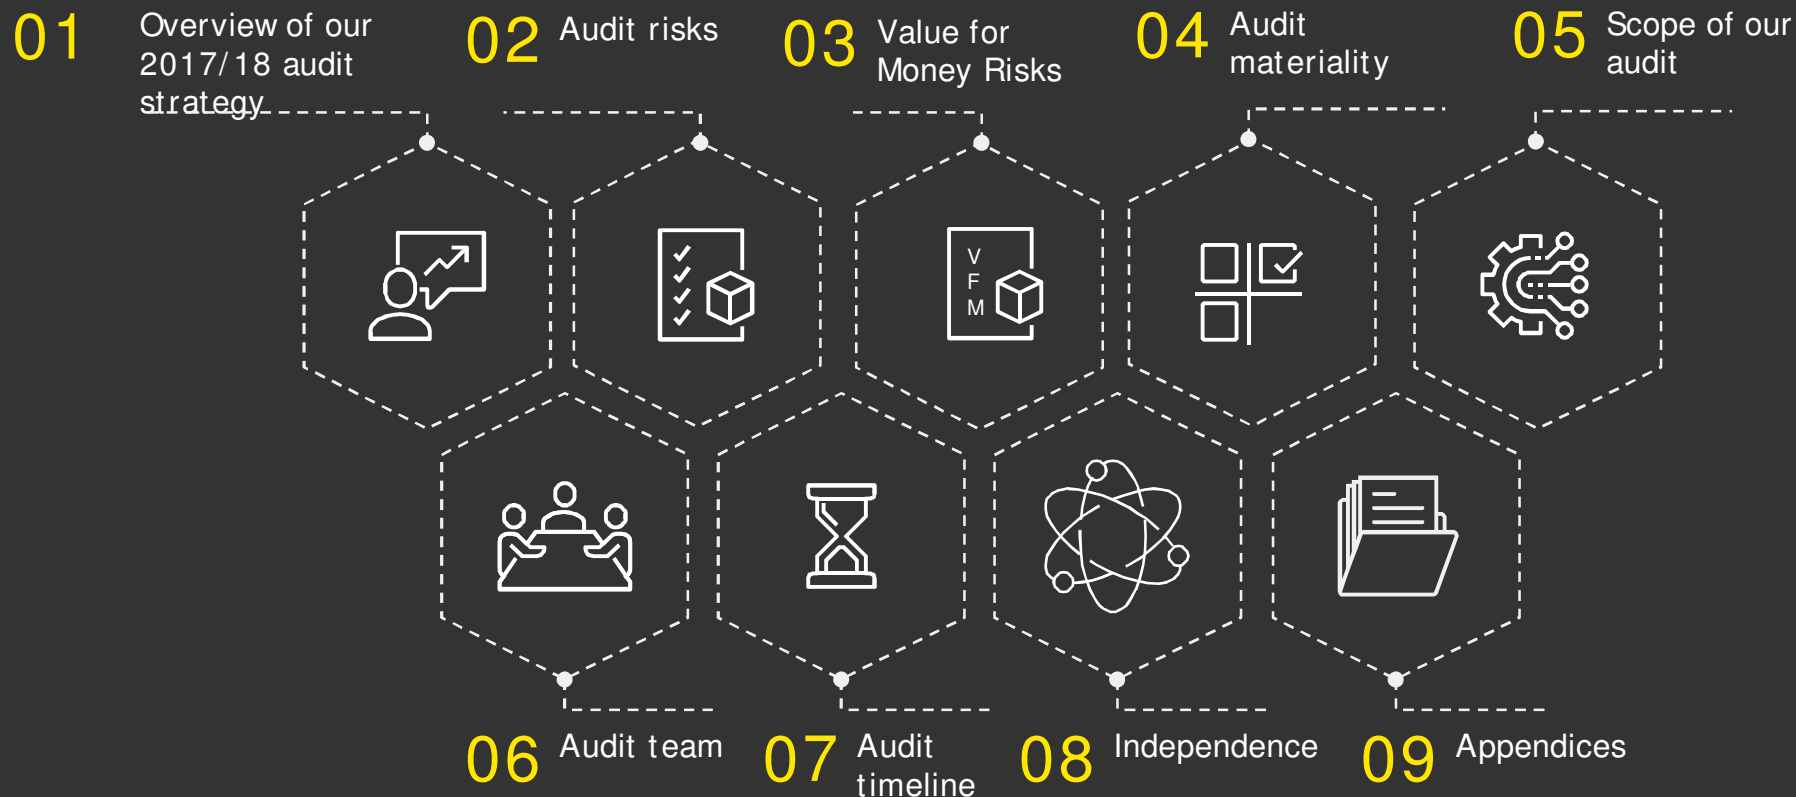 01
Overview of our
2017/18 audit
strategy
02
Audit risks
03
Value for
Money Risks
04
Audit
materiality
05
Scope of our
audit
V
F
M
06
Audit team
07
Audit
timeline
08
Independence
09
Appendices